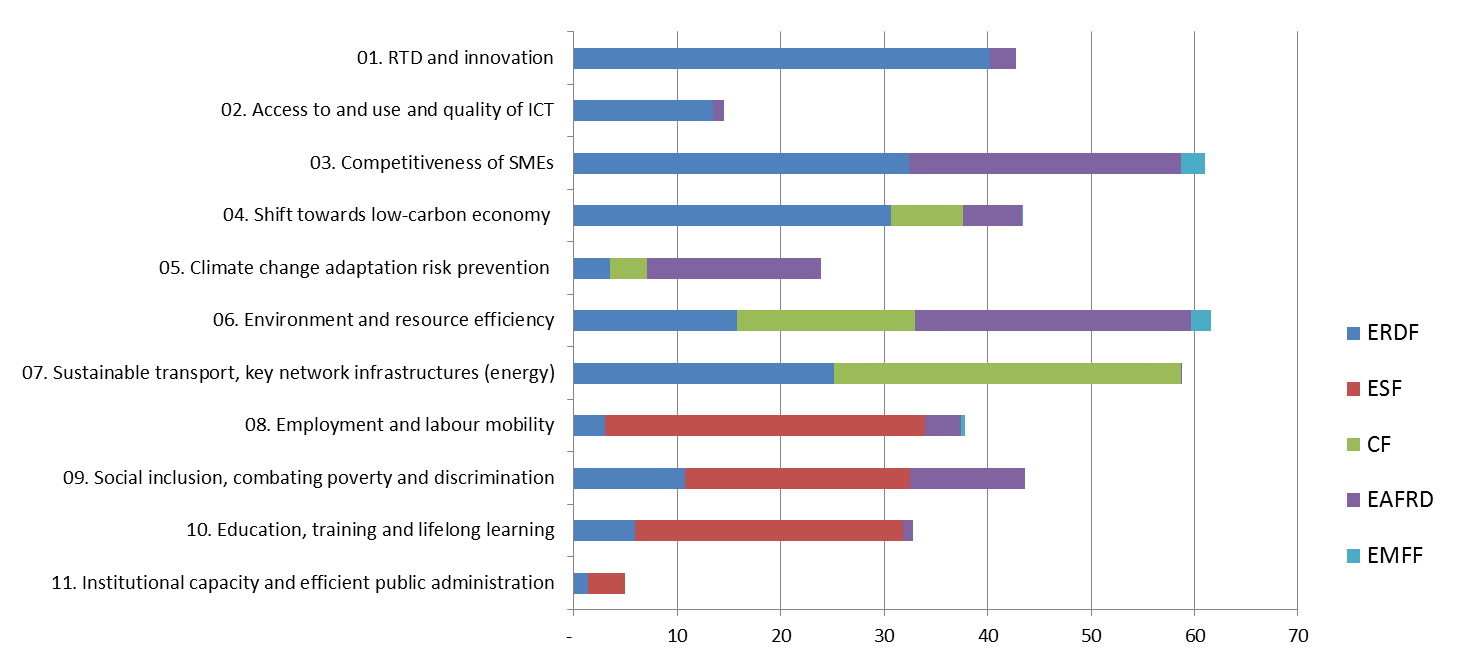 01. RTD and innovation
02. Access to and use and quality of ICT
03. Competitiveness of SMEs
04. Shift towards low-carbon economy
05. Climate change adaptation risk prevention
06. Environment and resource efficiency
07. Sustainable transport, key network infrastructures (energy)
08. Employment and labour mobility
09. Social inclusion, combating poverty and discrimination
10. Education, training and lifelong learning
11. Institutional capacity and efficient public administration
- 10 20 30 40 50 60 70
ERDF
ESF
CF
EAFRD
EMFF